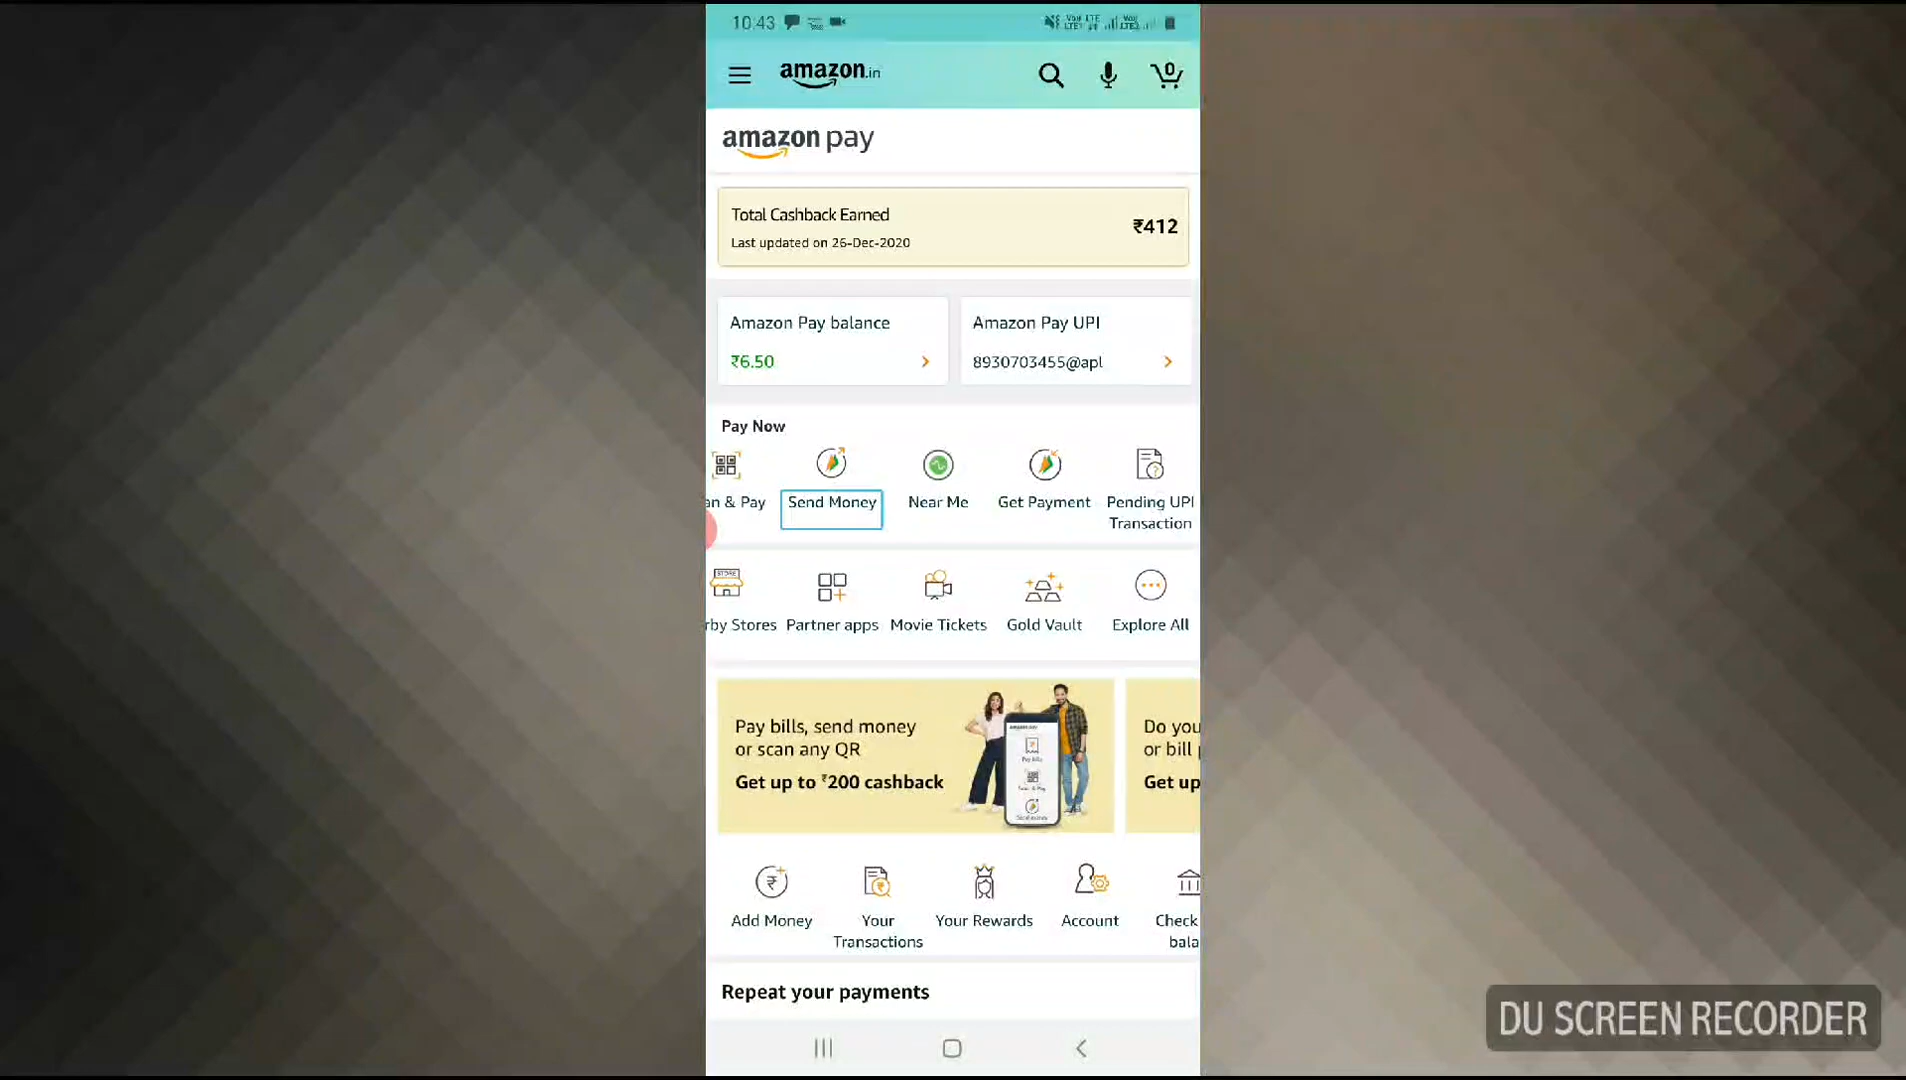 10.43
amazon.in
0
amazon pay
Total Cashback Earned
₹412
Last updated on 26-Dec-2020
Amazon Pay balance
₹6.50
Amazon Pay UPI
8930703455@apl
Pay Now
an & Pay
Send Money
Near Me
Get Payment
Pending UPI
Transaction
STORE
rby Stores
Partner apps
Movie Tickets
Gold Vault
Explore All
Pay bills, send money
or scan any QR
Get up to ₹200 cashback
Do you
or bill
Get up
Add Money
Your
Transactions
Your Rewards
Account
Check
bala
Repeat your payments
DU SCREEN RECORDER